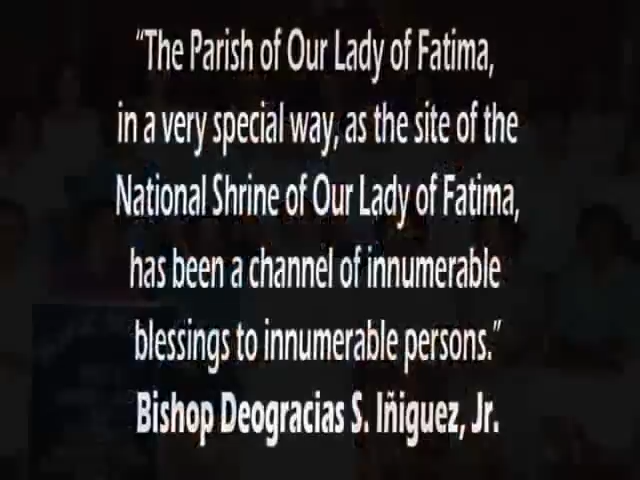 “The Parish of Our Lady of Fatima,
in a very special way, as the site of the
National Shrine of Our Lady of Fatima,
has been a channel of innumerable
blessings to innumerable persons.”
Bishop Deogracias S. Iñiguez, Jr.